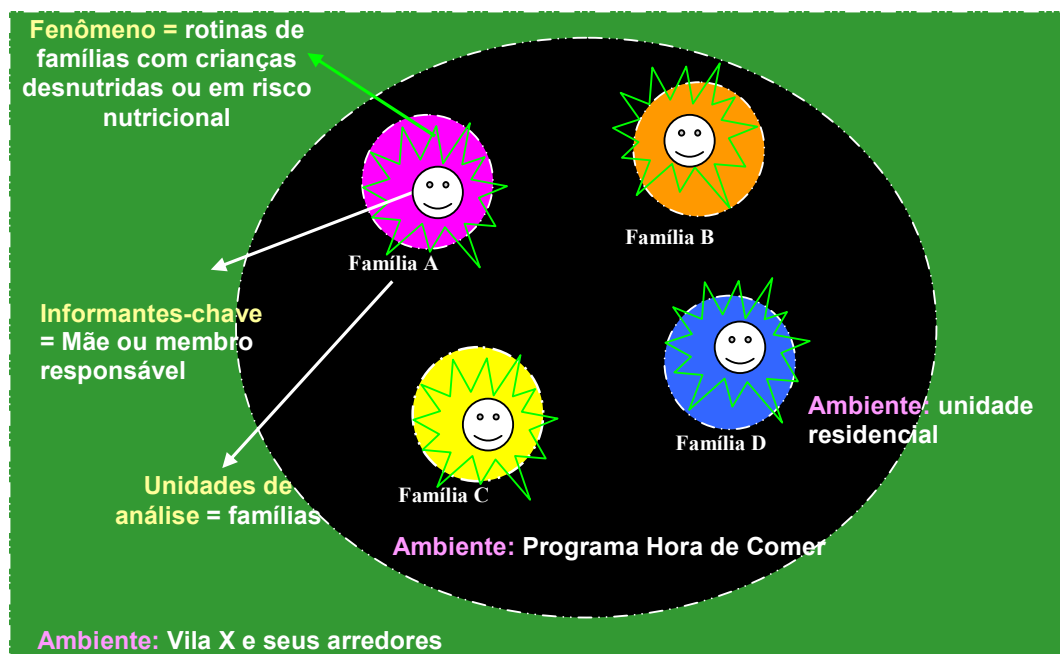 Fenômeno = rotinas de
famílias com crianças
desnutridas ou em risco
nutricional
Família A
Família B
Informantes-chave
= Mãe ou membro
responsável
Ambiente: unidade
residencial
Família D
Unidades de
análise = famílias
Família C
Ambiente: Programa Hora de Comer
Ambiente: Vila X e seus arredores